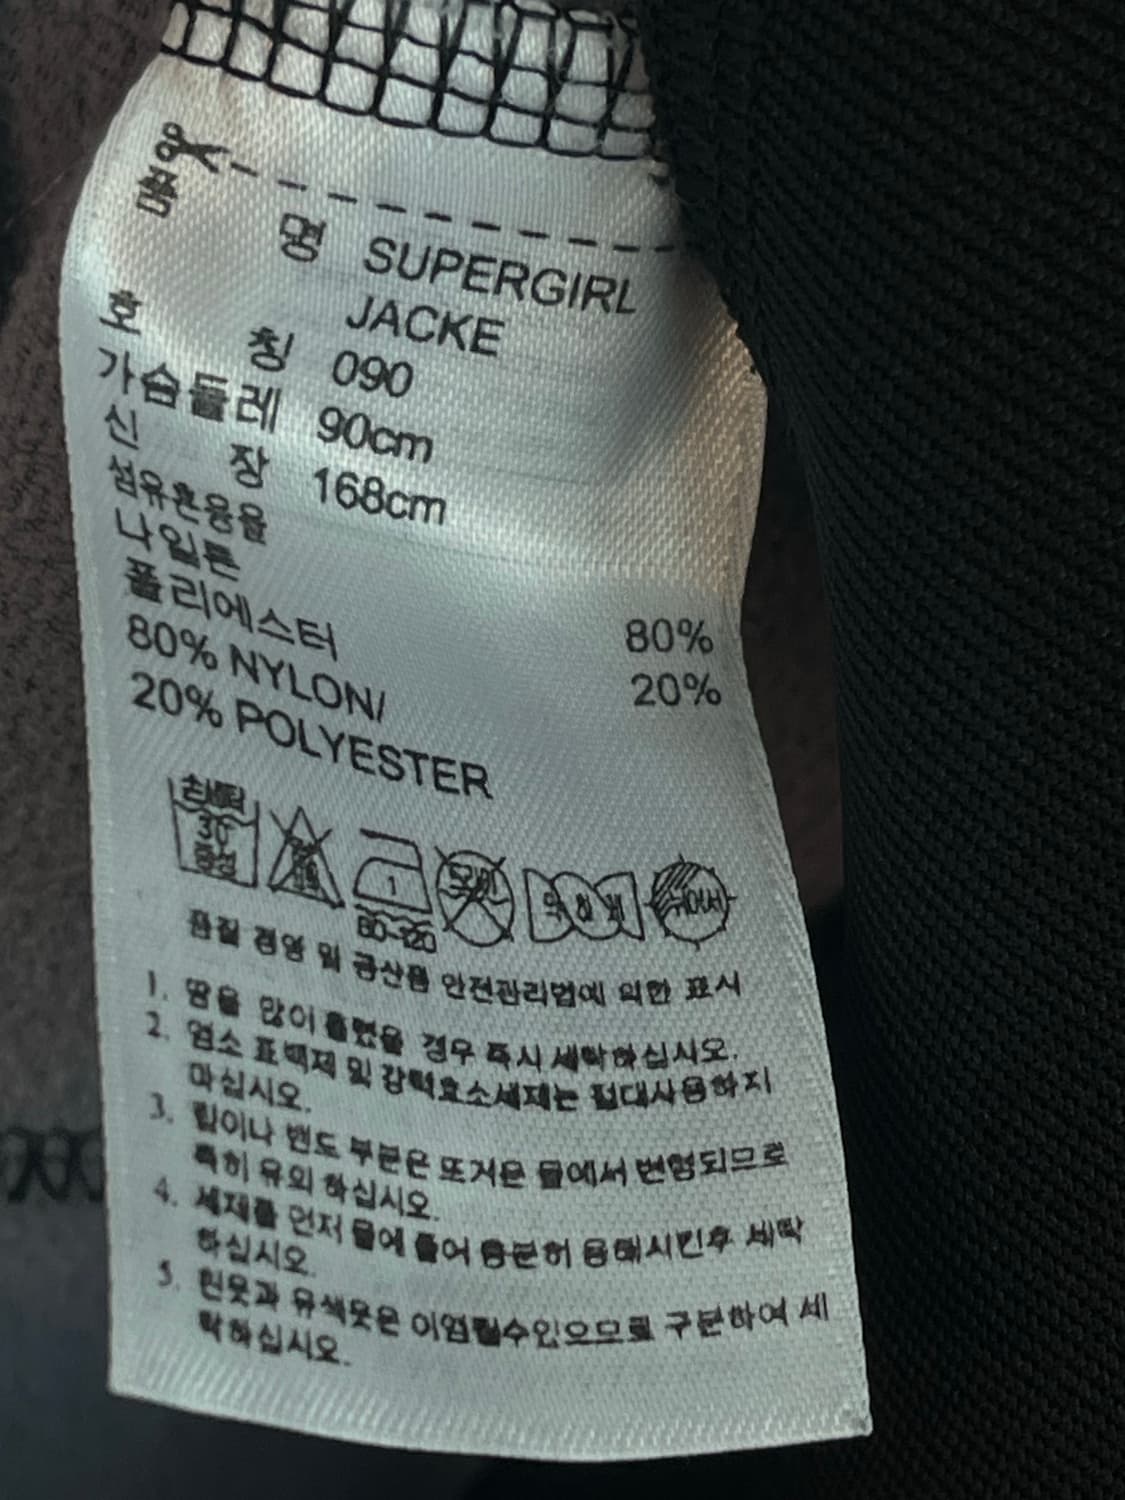 품 명 SUPERGIRL
JACKE
호 칭 090
가슴둘레 90cm
신 장 168cm
섬유혼용율
나일론 80%
폴리에스터 20%
80% NYLON/
20% POLYESTER
손세탁
30
중성
1
80~120
옷걸이
약하게
뉘어서
품질 경영 및 공산품 안전관리법에 의한 표시
1. 땀을 많이 흘렸을 경우 즉시 세탁하십시오.
2. 염소 표백제 및 강력효소세제는 절대사용하지
마십시오.
3. 립이나 밴드 부분은 뜨거운 물에서 변형되므로
특히 유의 하십시오.
4. 세제를 먼저 물에 풀어 충분히 용해시킨후 세탁
하십시오.
5. 흰옷과 유색옷은 이염될수있으므로 구분하여 세
탁하십시오.